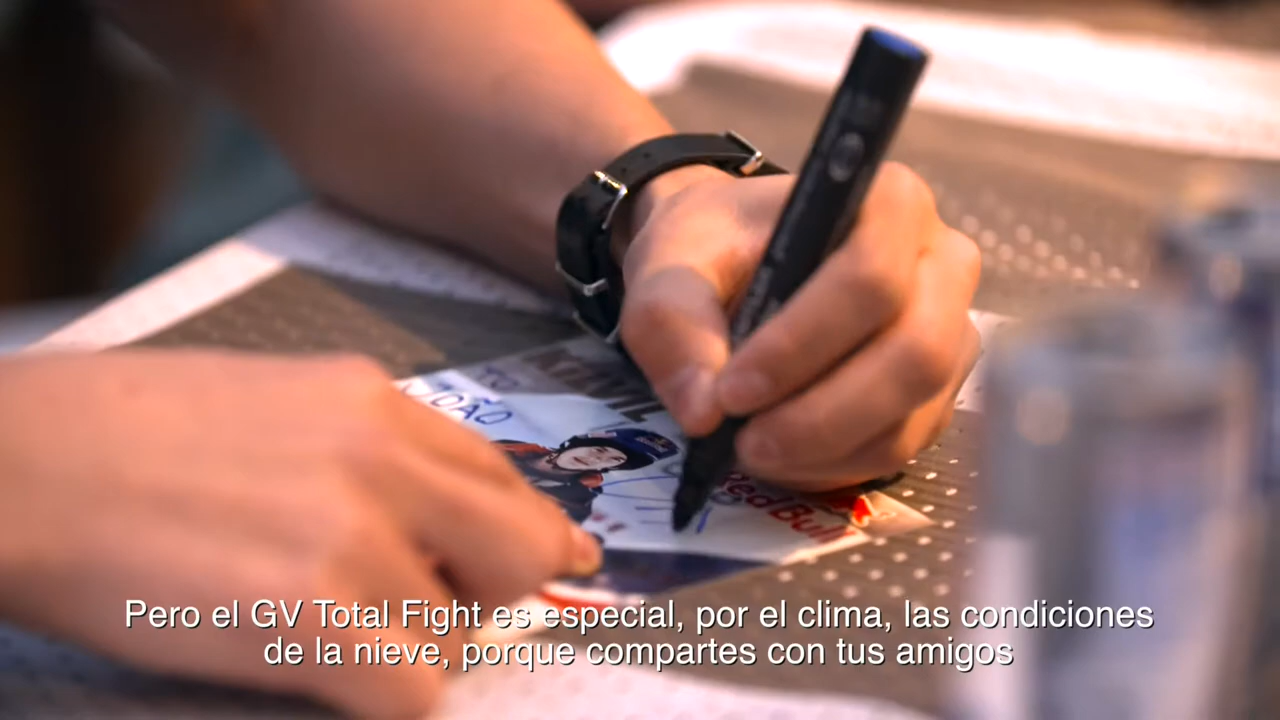 JOÃO
Red Bull
Pero el GV Total Fight es especial, por el clima, las condiciones
de la nieve, porque compartes con tus amigos